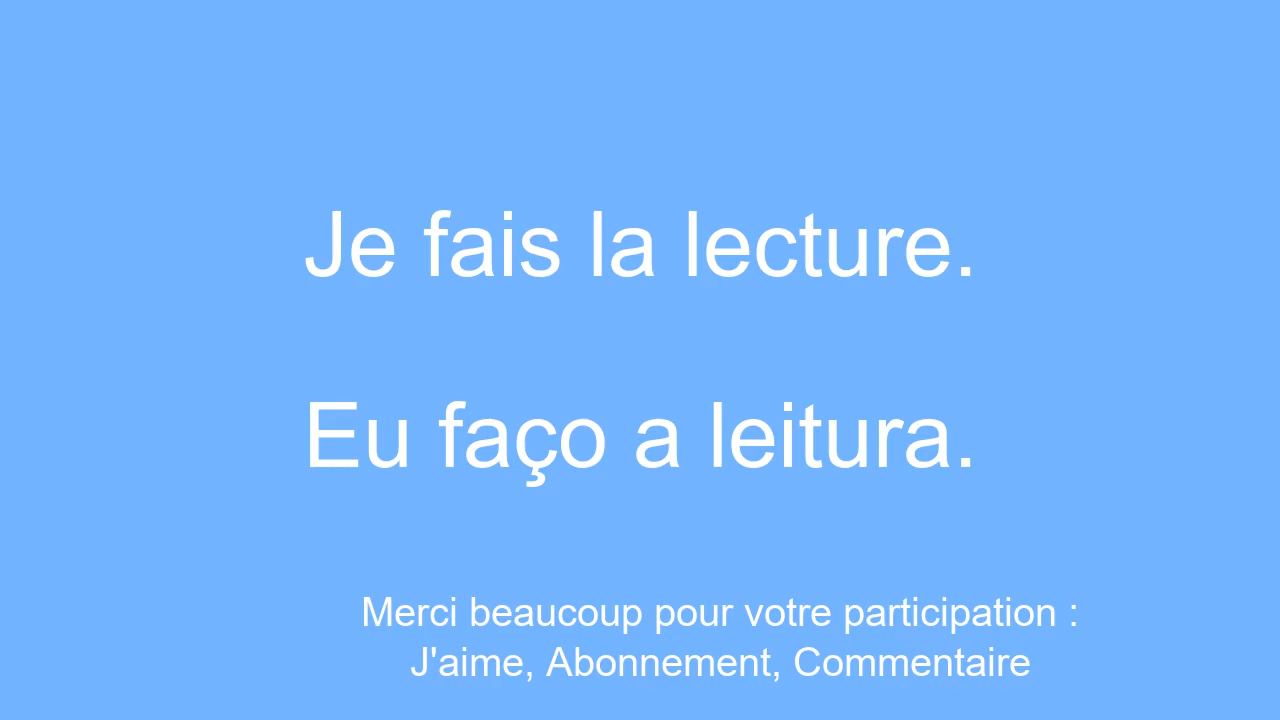 Je fais la lecture.
Eu faço a leitura.
Merci beaucoup pour votre participation :
J'aime, Abonnement, Commentaire